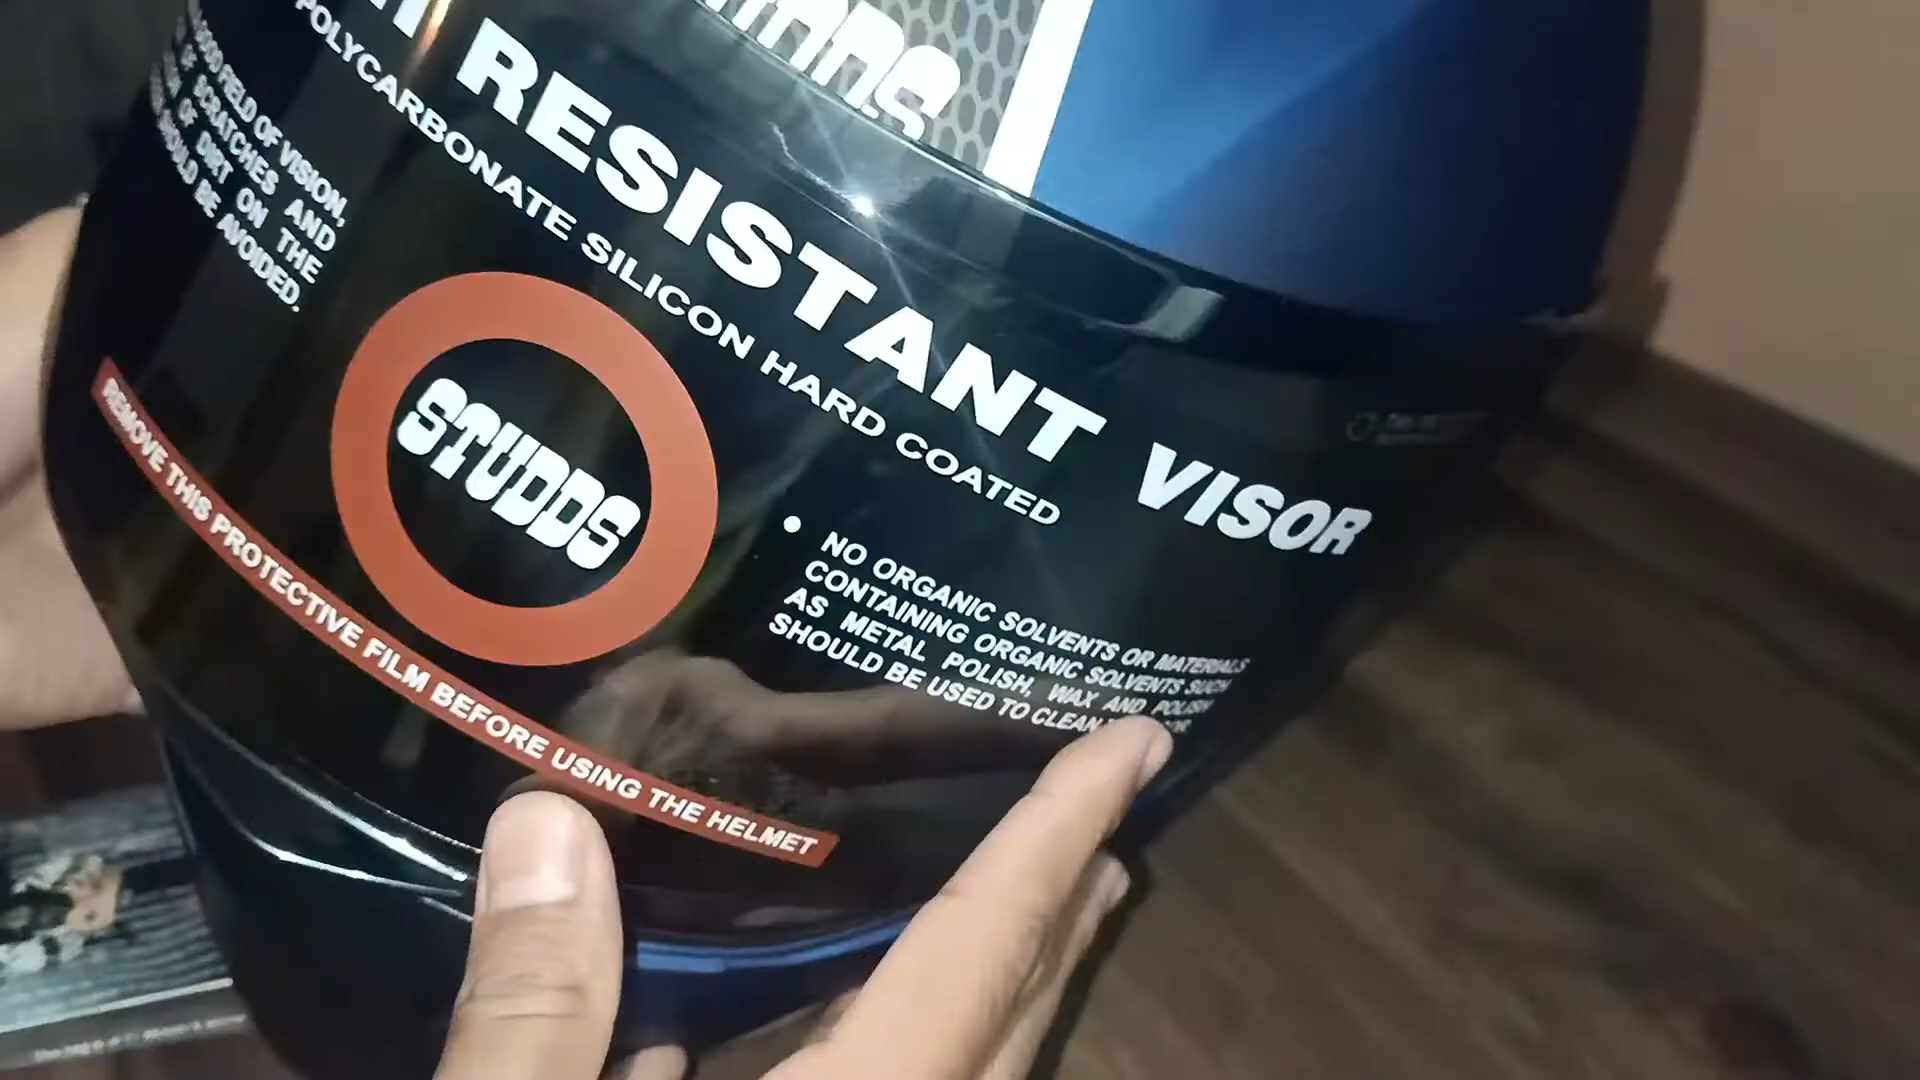 STUDDS
RESISTANT VISOR
POLYCARBONATE SILICON HARD COATED
FIELD OF VISION,
OF SCRATCHES AND
OF DIRT ON THE
SHOULD BE AVOIDED.
STUDDS
• NO ORGANIC SOLVENTS OR MATERIALS
CONTAINING ORGANIC SOLVENTS SUCH
AS METAL POLISH, WAX AND POLISH
SHOULD BE USED TO CLEAN
REMOVE THIS PROTECTIVE FILM BEFORE USING THE HELMET